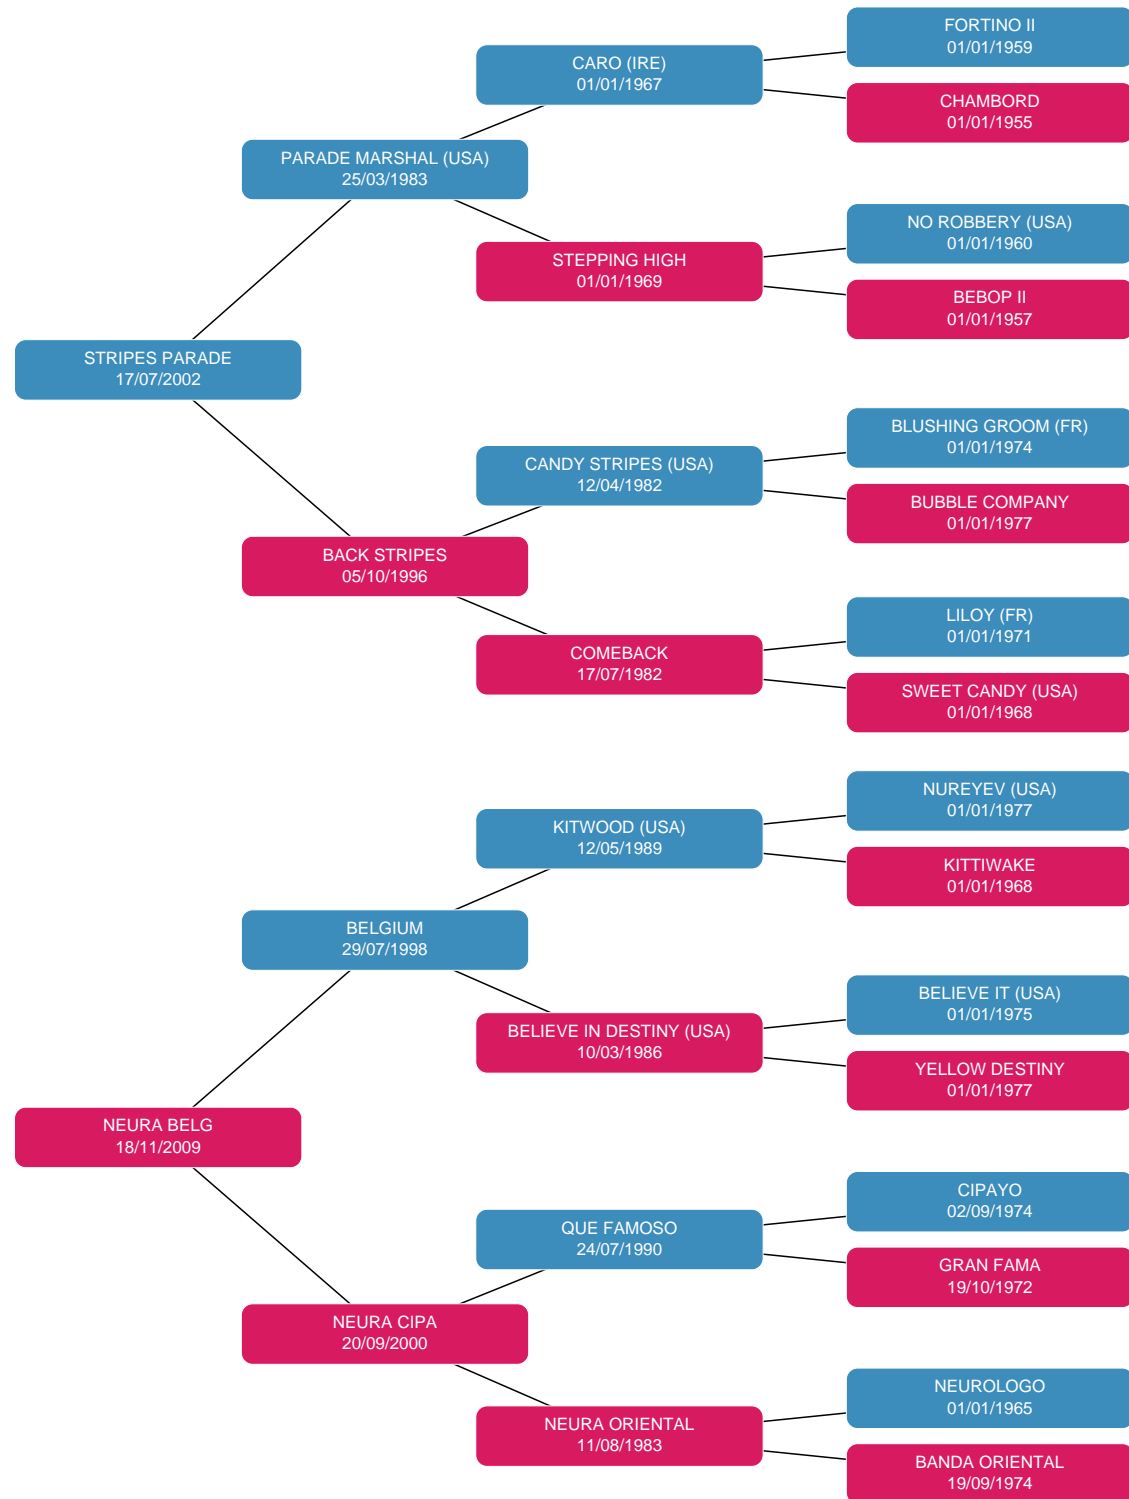 FORTINO II
01/01/1959
CARO (IRE)
01/01/1967
CHAMBORD
01/01/1955
PARADE MARSHAL (USA)
25/03/1983
NO ROBBERY (USA)
01/01/1960
STEPPING HIGH
01/01/1969
BEBOP II
01/01/1957
STRIPES PARADE
17/07/2002
BLUSHING GROOM (FR)
01/01/1974
CANDY STRIPES (USA)
12/04/1982
BUBBLE COMPANY
01/01/1977
BACK STRIPES
05/10/1996
LILOY (FR)
01/01/1971
COMEBACK
17/07/1982
SWEET CANDY (USA)
01/01/1968
NUREYEV (USA)
01/01/1977
KITWOOD (USA)
12/05/1989
KITTIWAKE
01/01/1968
BELGIUM
29/07/1998
BELIEVE IT (USA)
01/01/1975
BELIEVE IN DESTINY (USA)
10/03/1986
YELLOW DESTINY
01/01/1977
NEURA BELG
18/11/2009
CIPAYO
02/09/1974
QUE FAMOSO
24/07/1990
GRAN FAMA
19/10/1972
NEURA CIPA
20/09/2000
NEUROLOGO
01/01/1965
NEURA ORIENTAL
11/08/1983
BANDA ORIENTAL
19/09/1974